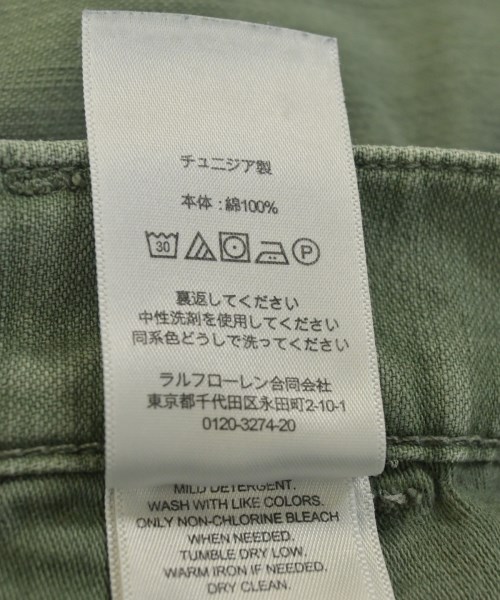 チュニジア製
本体 : 綿100%
30
P
裏返してください
中性洗剤を使用してください
同系色どうしで洗ってください
ラルフローレン合同会社
東京都千代田区永田町2-10-1
0120-3274-20
MILD DETERGENT.
WASH WITH LIKE COLORS.
ONLY NON-CHLORINE BLEACH
WHEN NEEDED.
TUMBLE DRY LOW.
WARM IRON IF NEEDED.
DRY CLEAN.